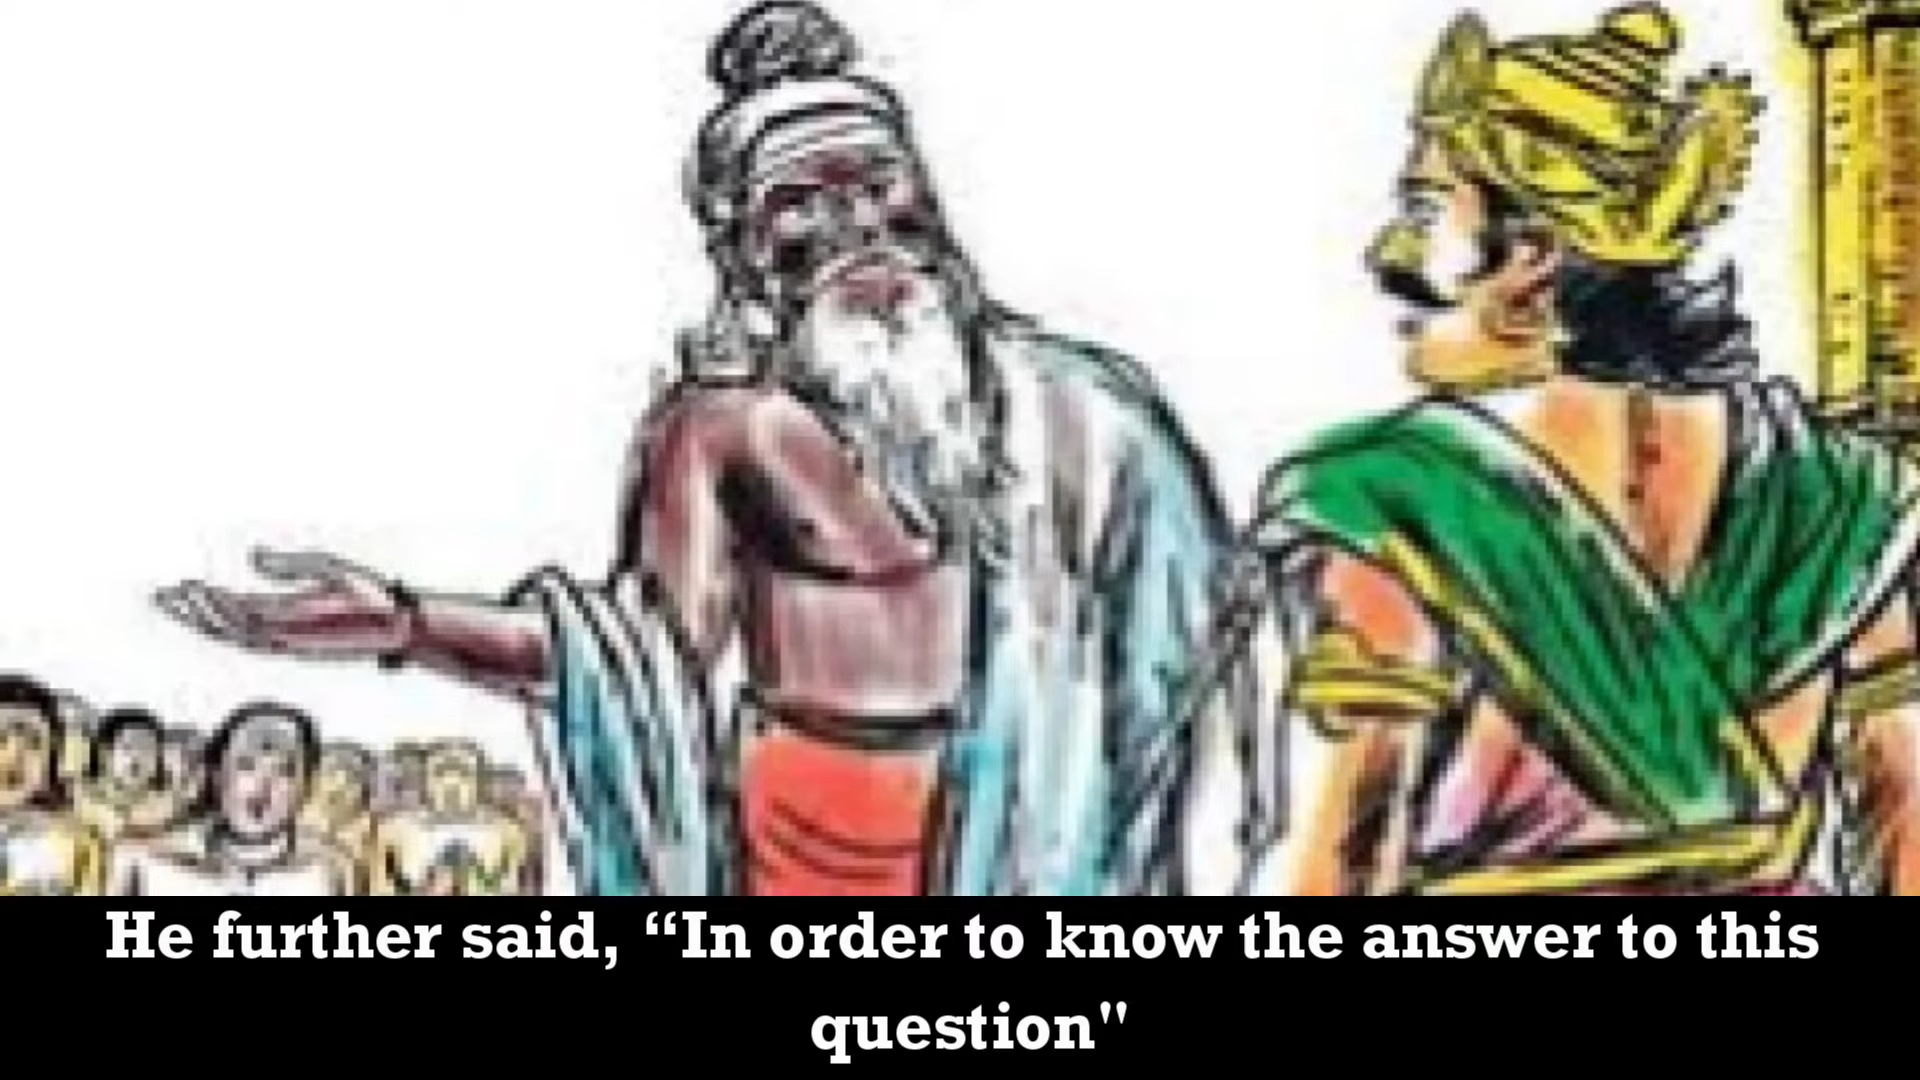 He further said, “In order to know the answer to this
question"